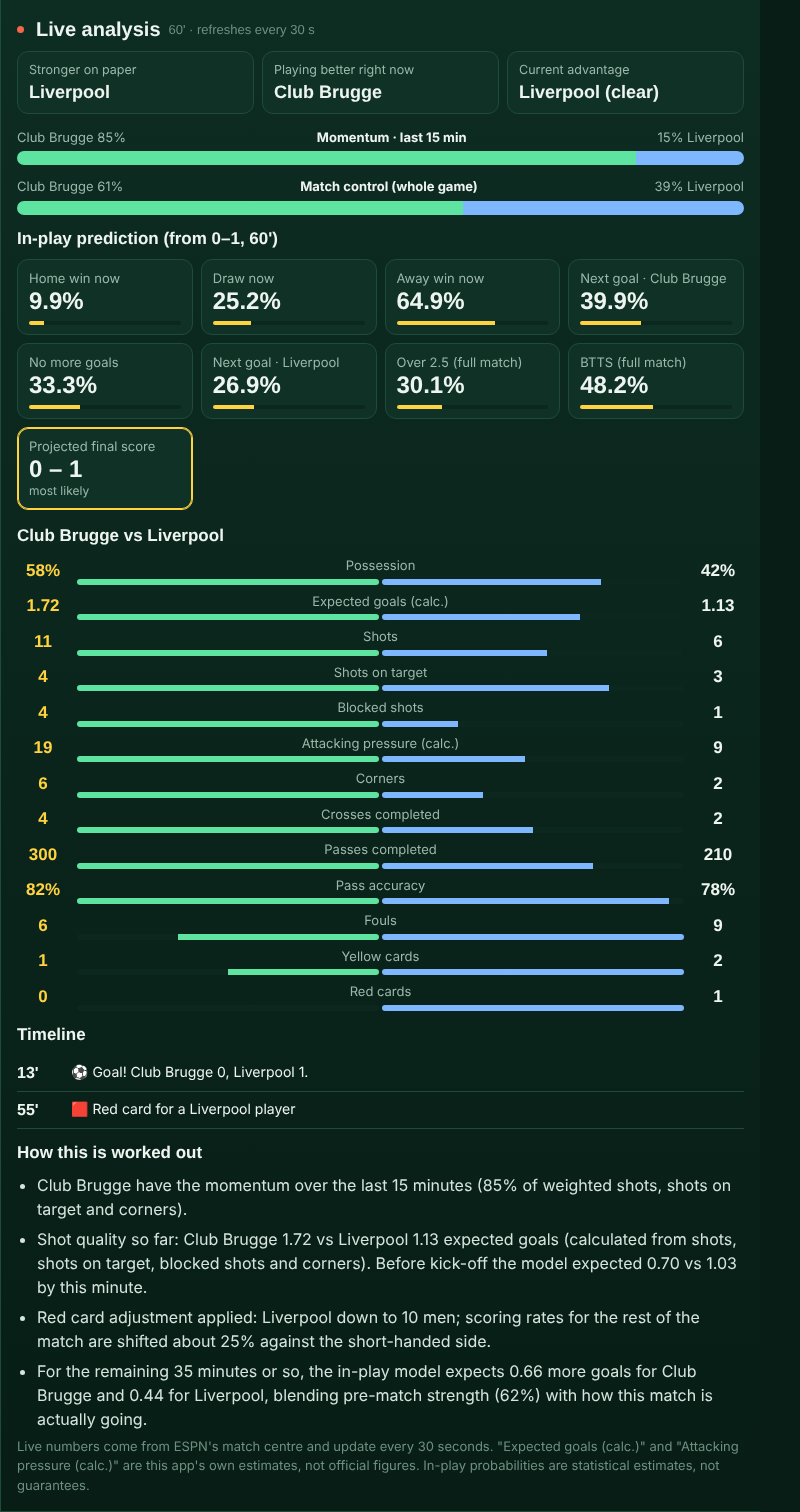 Live analysis 60' · refreshes every 30 s
Stronger on paper
Liverpool
Playing better right now
Club Brugge
Current advantage
Liverpool (clear)
Club Brugge 85% Momentum · last 15 min 15% Liverpool
Club Brugge 61% Match control (whole game) 39% Liverpool
In-play prediction (from 0–1, 60')
Home win now
9.9%
Draw now
25.2%
Away win now
64.9%
Next goal · Club Brugge
39.9%
No more goals
33.3%
Next goal · Liverpool
26.9%
Over 2.5 (full match)
30.1%
BTTS (full match)
48.2%
Projected final score
0 – 1
most likely
Club Brugge vs Liverpool
58% Possession 42%
1.72 Expected goals (calc.) 1.13
11 Shots 6
4 Shots on target 3
4 Blocked shots 1
19 Attacking pressure (calc.) 9
6 Corners 2
4 Crosses completed 2
300 Passes completed 210
82% Pass accuracy 78%
6 Fouls 9
1 Yellow cards 2
0 Red cards 1
Timeline
13' ⚽ Goal! Club Brugge 0, Liverpool 1.
55' 🟥 Red card for a Liverpool player
How this is worked out
• Club Brugge have the momentum over the last 15 minutes (85% of weighted shots, shots on
target and corners).
• Shot quality so far: Club Brugge 1.72 vs Liverpool 1.13 expected goals (calculated from shots,
shots on target, blocked shots and corners). Before kick-off the model expected 0.70 vs 1.03
by this minute.
• Red card adjustment applied: Liverpool down to 10 men; scoring rates for the rest of the
match are shifted about 25% against the short-handed side.
• For the remaining 35 minutes or so, the in-play model expects 0.66 more goals for Club
Brugge and 0.44 for Liverpool, blending pre-match strength (62%) with how this match is
actually going.
Live numbers come from ESPN's match centre and update every 30 seconds. "Expected goals (calc.)" and "Attacking
pressure (calc.)" are this app's own estimates, not official figures. In-play probabilities are statistical estimates, not
guarantees.